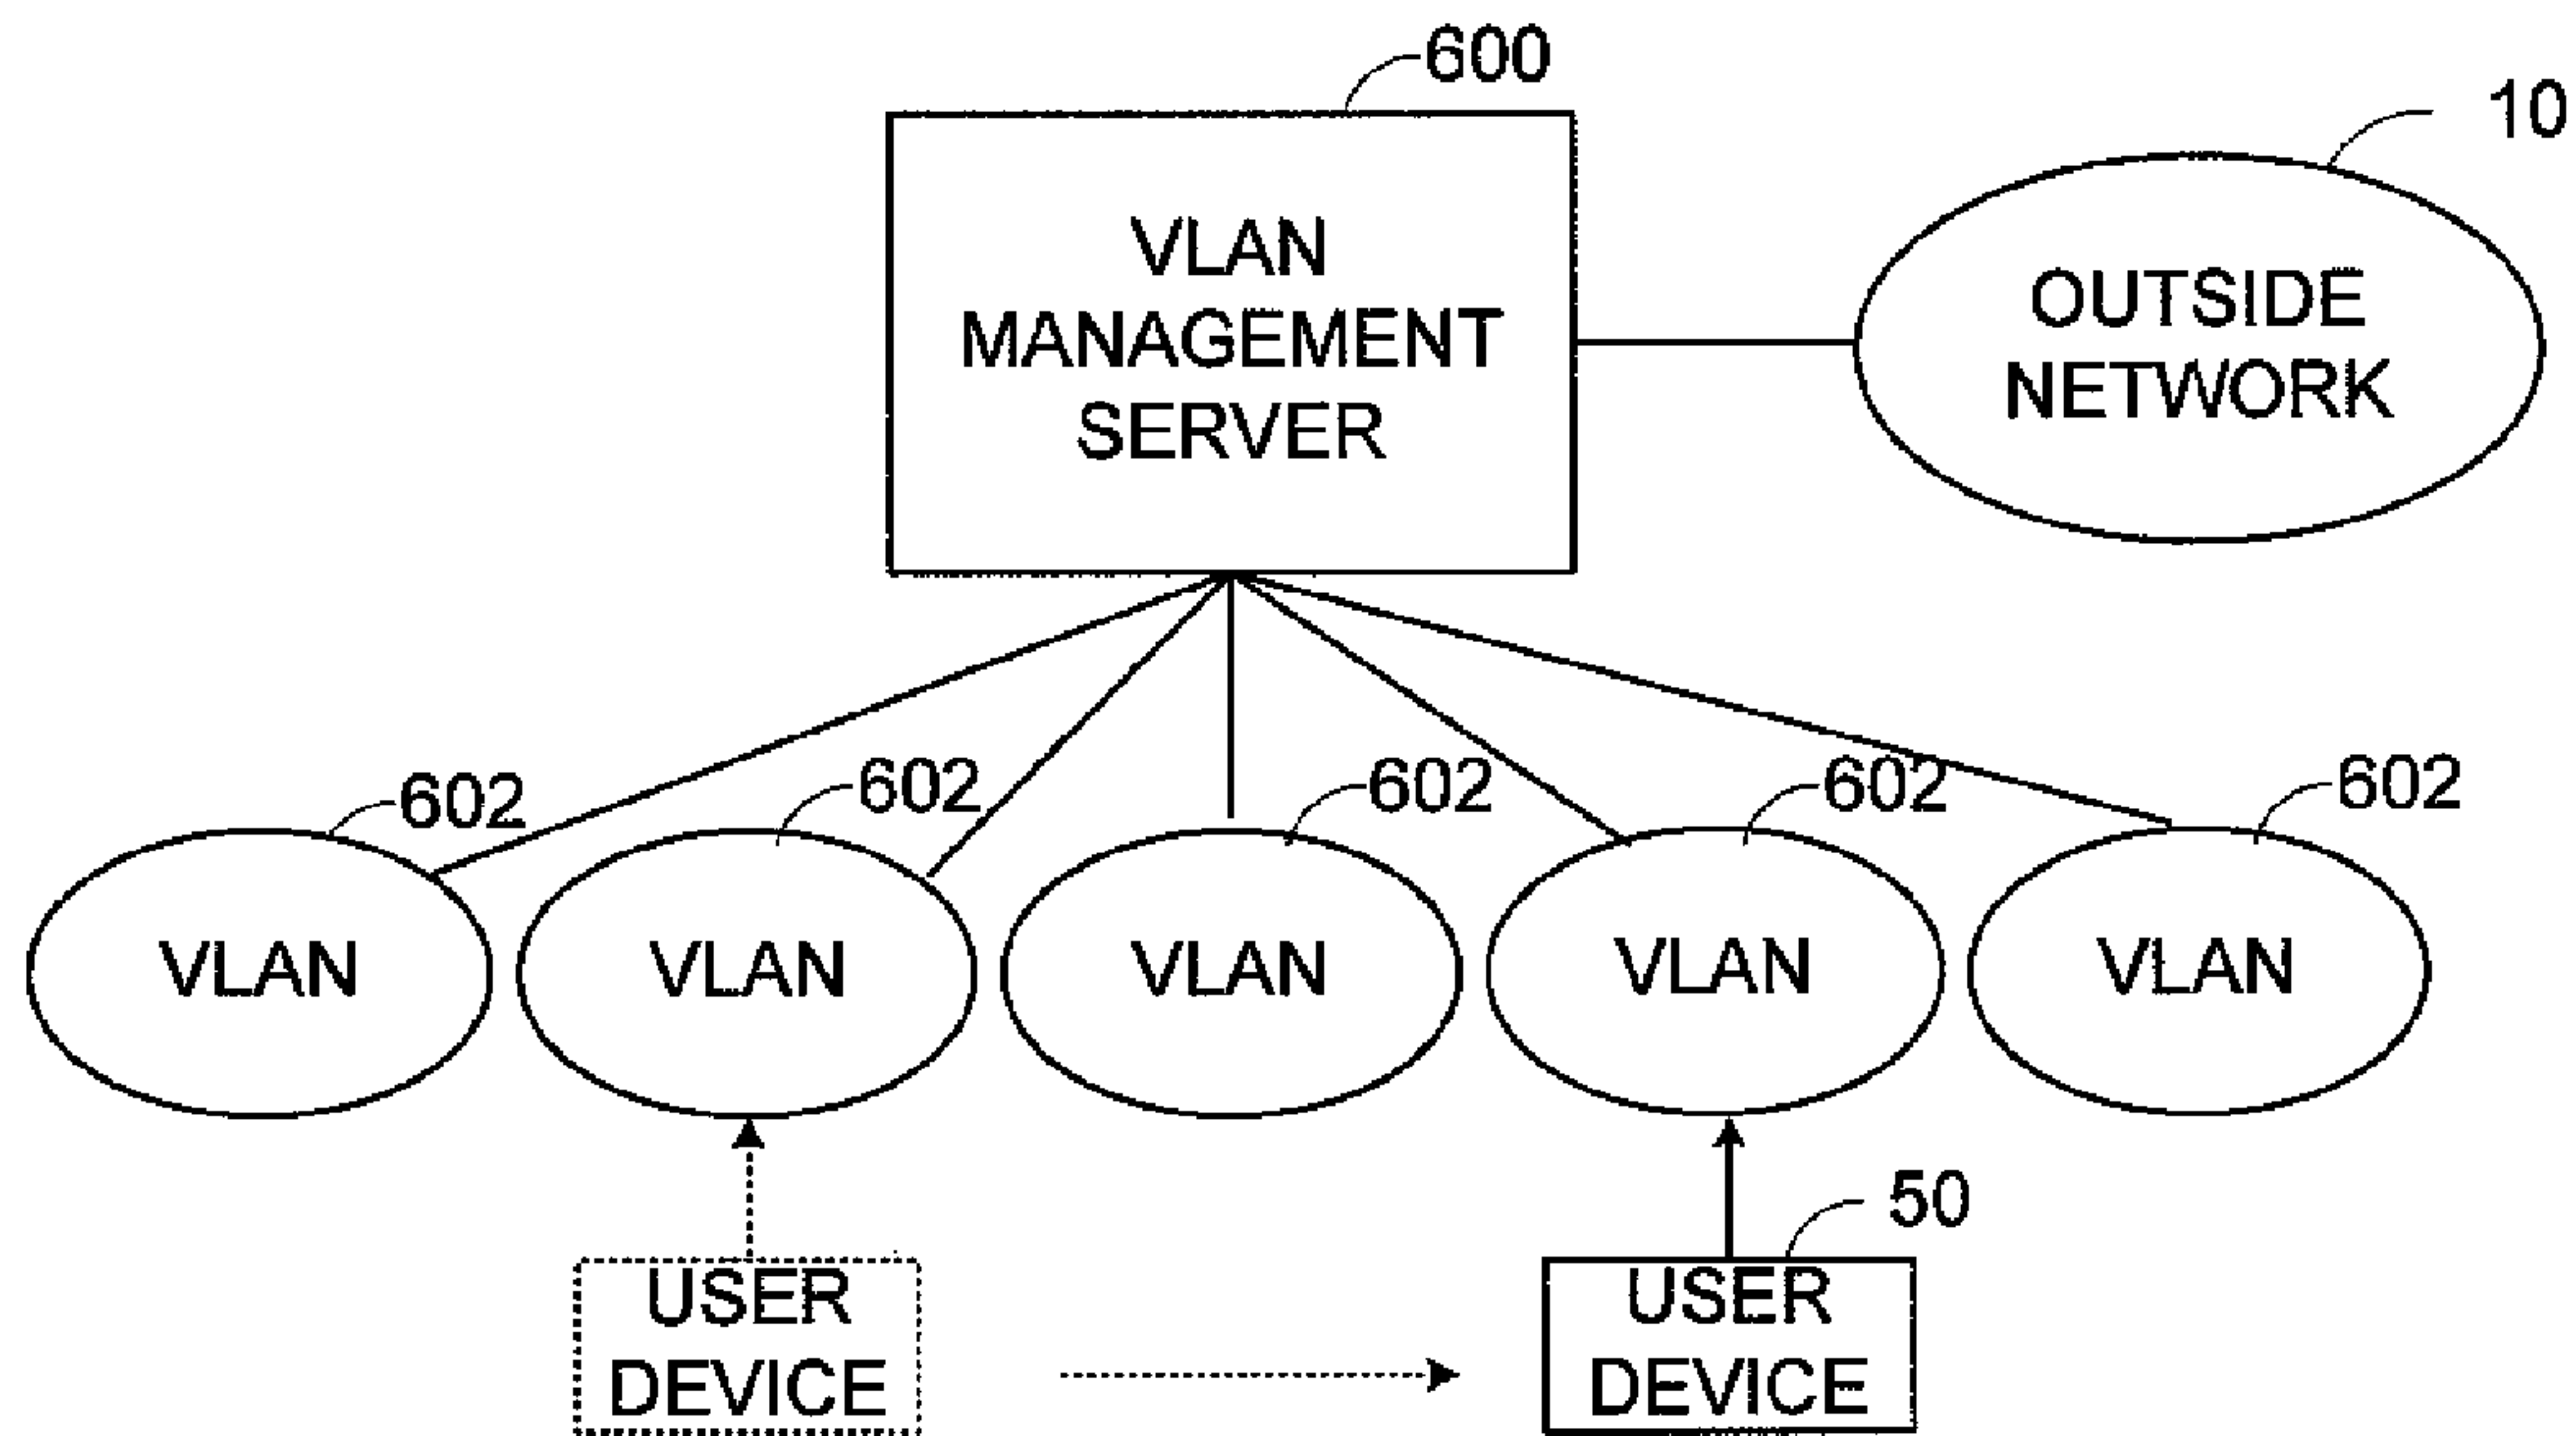 600
10
VLAN
MANAGEMENT
SERVER
OUTSIDE
NETWORK
602
602
602
602
602
VLAN
VLAN
VLAN
VLAN
VLAN
50
USER
DEVICE
USER
DEVICE